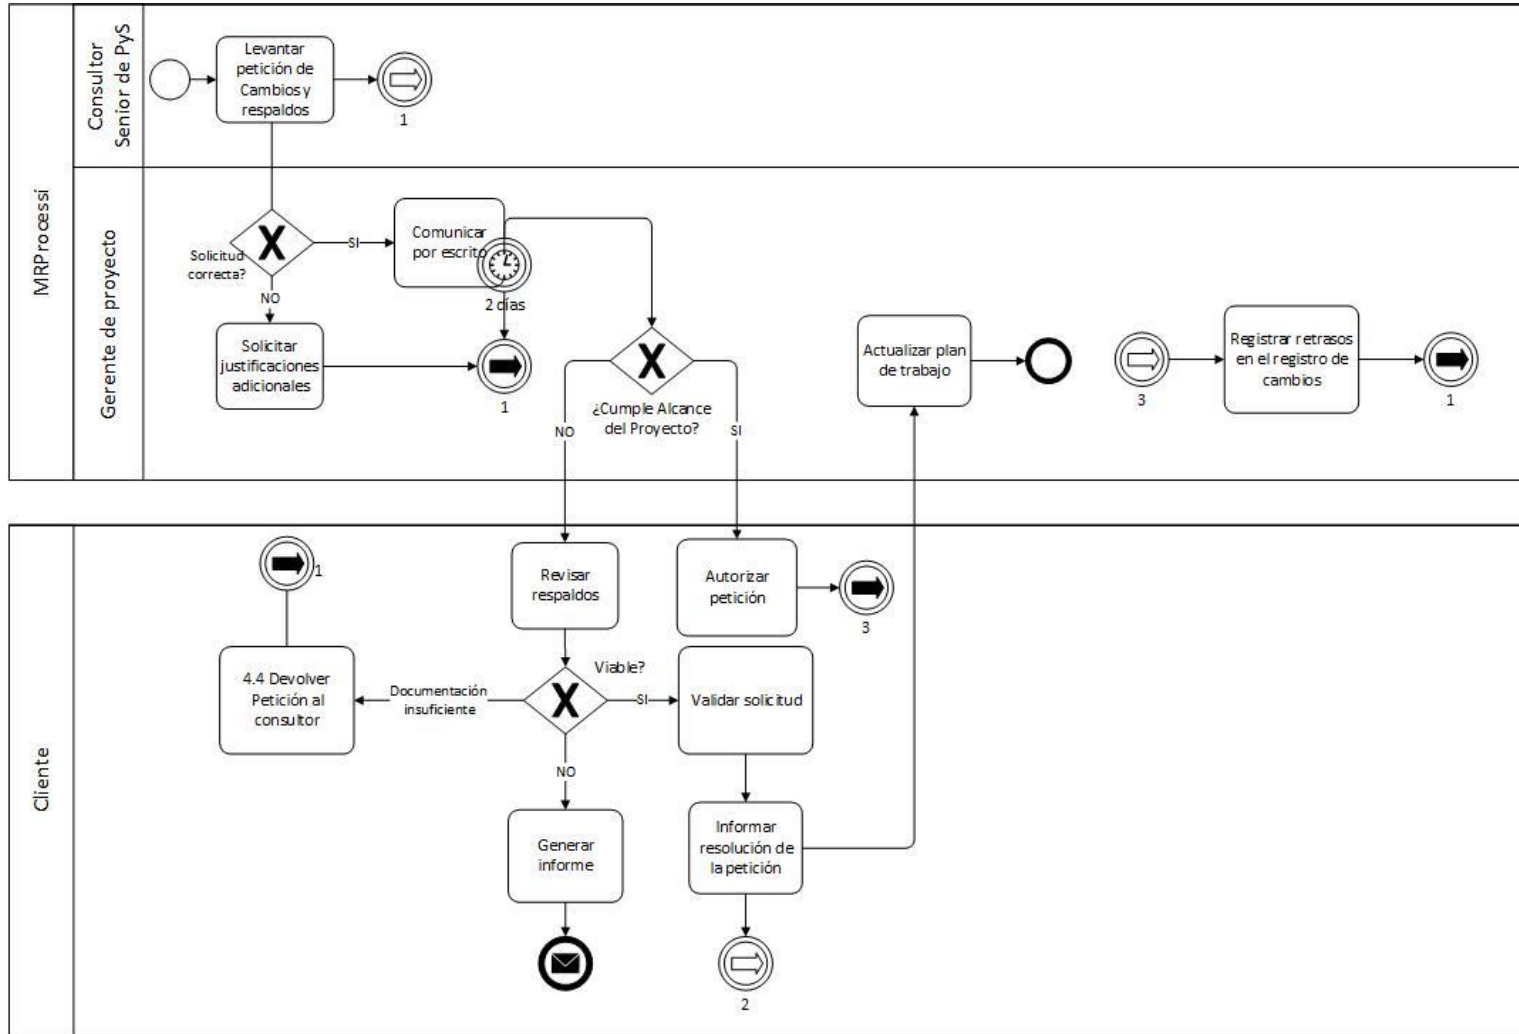 MRProcessi
Consultor
Senior de PyS
Levantar
petición de
Cambios y
respaldos
1
Gerente de proyecto
Solicitud
correcta?
SI
NO
Comunicar
por escrito
2 días
Solicitar
justificaciones
adicionales
1
¿Cumple Alcance
del Proyecto?
NO
SI
Actualizar plan
de trabajo
3
Registrar retrasos
en el registro de
cambios
1
Cliente
1
4.4 Devolver
Petición al
consultor
Documentación
insuficiente
Revisar
respaldos
Viable?
SI
NO
Autorizar
petición
3
Validar solicitud
Generar
informe
Informar
resolución de
la petición
2